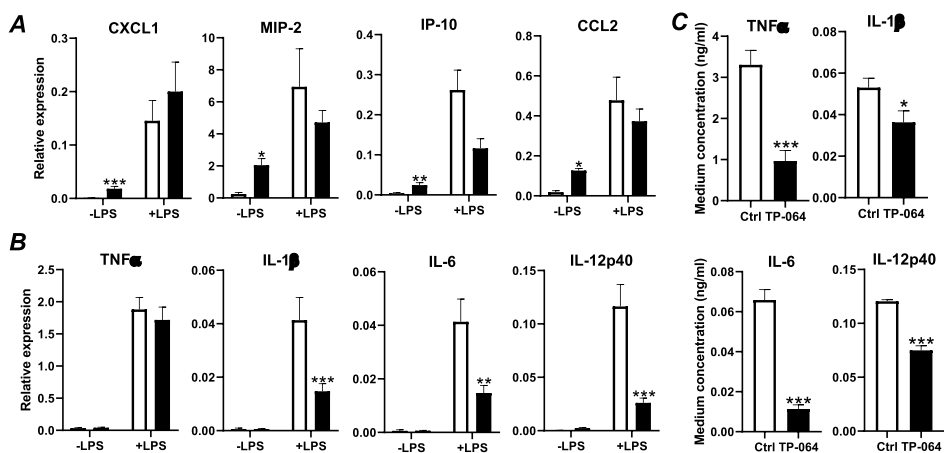 A
CXCL1
MIP-2
IP-10
CCL2
Relative expression
0.3
0.2
0.1
0.0
***
-LPS
+LPS
10
8
6
4
2
0
*
-LPS
+LPS
0.4
0.3
0.2
0.1
0.0
**
-LPS
+LPS
0.8
0.6
0.4
0.2
0.0
*
-LPS
+LPS
B
TNFα
IL-1β
IL-6
IL-12p40
Relative expression
2.5
2.0
1.5
1.0
0.5
0.0
-LPS
+LPS
0.06
0.04
0.02
0.00
***
-LPS
+LPS
0.06
0.04
0.02
0.00
**
-LPS
+LPS
0.15
0.10
0.05
0.00
***
-LPS
+LPS
C
TNFα
IL-1β
Medium concentration (ng/ml)
4
3
2
1
0
***
Ctrl TP-064
0.08
0.06
0.04
0.02
0.00
*
Ctrl TP-064
IL-6
IL-12p40
Medium concentration (ng/ml)
0.08
0.06
0.04
0.02
0.00
***
Ctrl TP-064
0.15
0.10
0.05
0.00
***
Ctrl TP-064